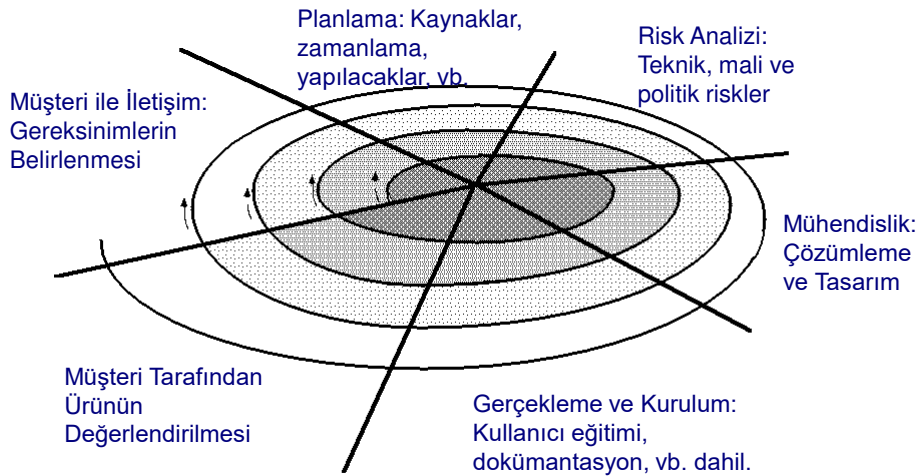 Planlama: Kaynaklar,
zamanlama,
yapılacaklar, vb.
Risk Analizi:
Teknik, mali ve
politik riskler
Müşteri ile İletişim:
Gereksinimlerin
Belirlenmesi
Mühendislik:
Çözümleme
ve Tasarım
Müşteri Tarafından
Ürünün
Değerlendirilmesi
Gerçekleme ve Kurulum:
Kullanıcı eğitimi,
dokümantasyon, vb. dahil.